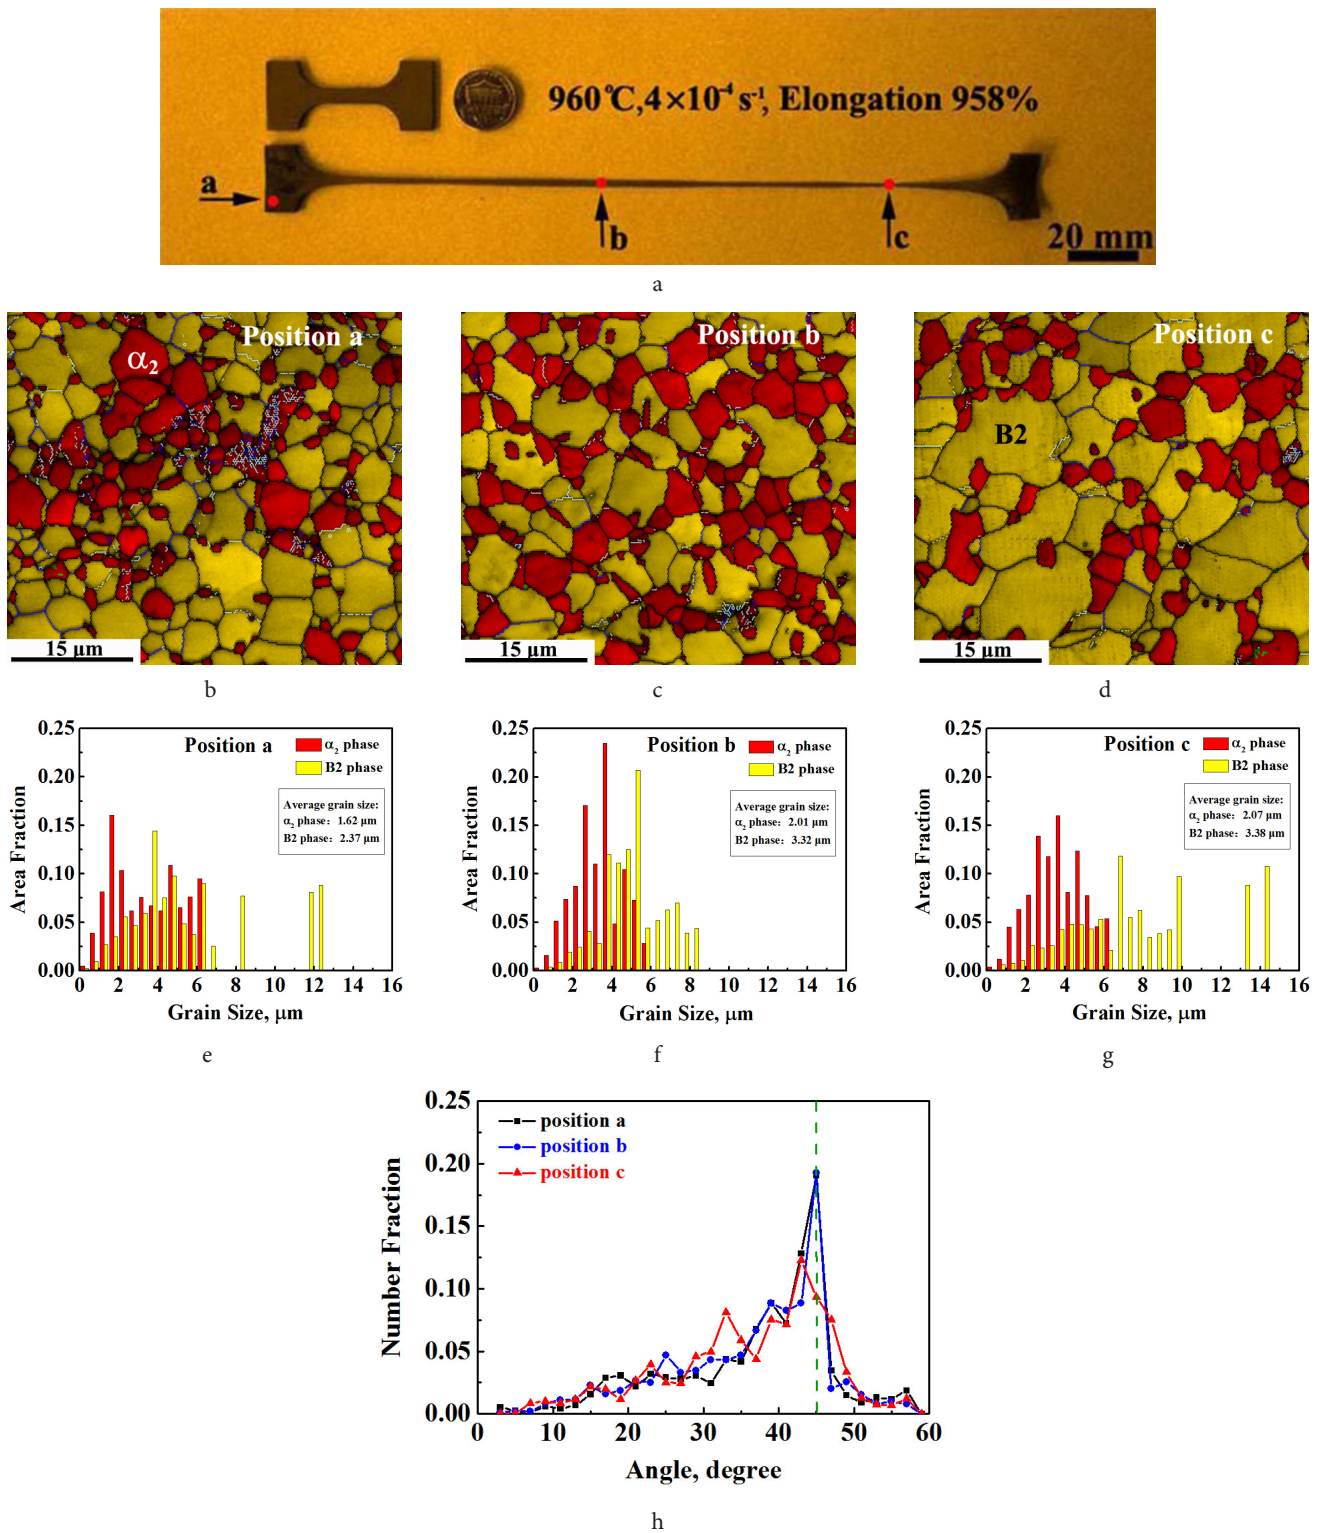 960℃,4×10⁻⁴ s⁻¹, Elongation 958%
a
b
c
20 mm
a
Position a
α₂
15 μm
Position b
15 μm
Position c
B2
15 μm
b
c
d
0.25
0.20
0.15
0.10
0.05
0.00
Area Fraction
Position a
α₂ phase
B2 phase
Average grain size:
α₂ phase: 1.62 μm
B2 phase: 2.37 μm
0 2 4 6 8 10 12 14 16
Grain Size, μm
0.25
0.20
0.15
0.10
0.05
0.00
Area Fraction
Position b
α₂ phase
B2 phase
Average grain size:
α₂ phase: 2.01 μm
B2 phase: 3.32 μm
0 2 4 6 8 10 12 14 16
Grain Size, μm
0.25
0.20
0.15
0.10
0.05
0.00
Area Fraction
Position c
α₂ phase
B2 phase
Average grain size:
α₂ phase: 2.07 μm
B2 phase: 3.38 μm
0 2 4 6 8 10 12 14 16
Grain Size, μm
e
f
g
0.25
0.20
0.15
0.10
0.05
0.00
Number Fraction
position a
position b
position c
0 10 20 30 40 50 60
Angle, degree
h